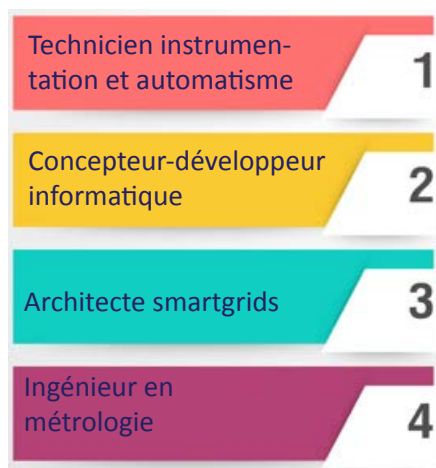 Technicien instrumen-
tation et automatisme
1
Concepteur-développeur
informatique
2
Architecte smartgrids
3
Ingénieur en
métrologie
4